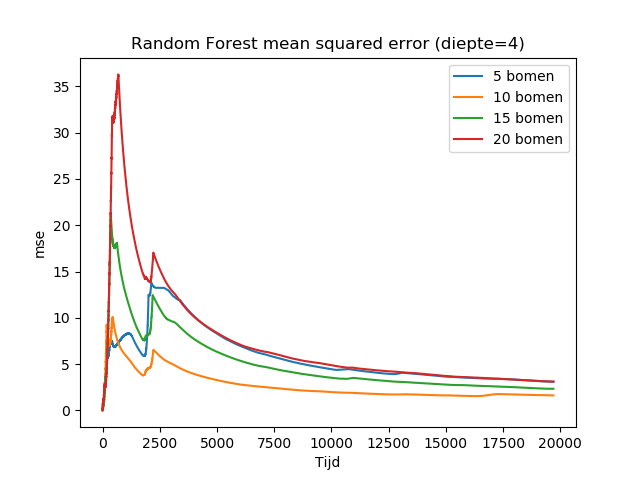 Random Forest mean squared error (diepte=4)
5 bomen
10 bomen
15 bomen
20 bomen
35
30
25
20
15
10
5
0
mse
0 2500 5000 7500 10000 12500 15000 17500 20000
Tijd